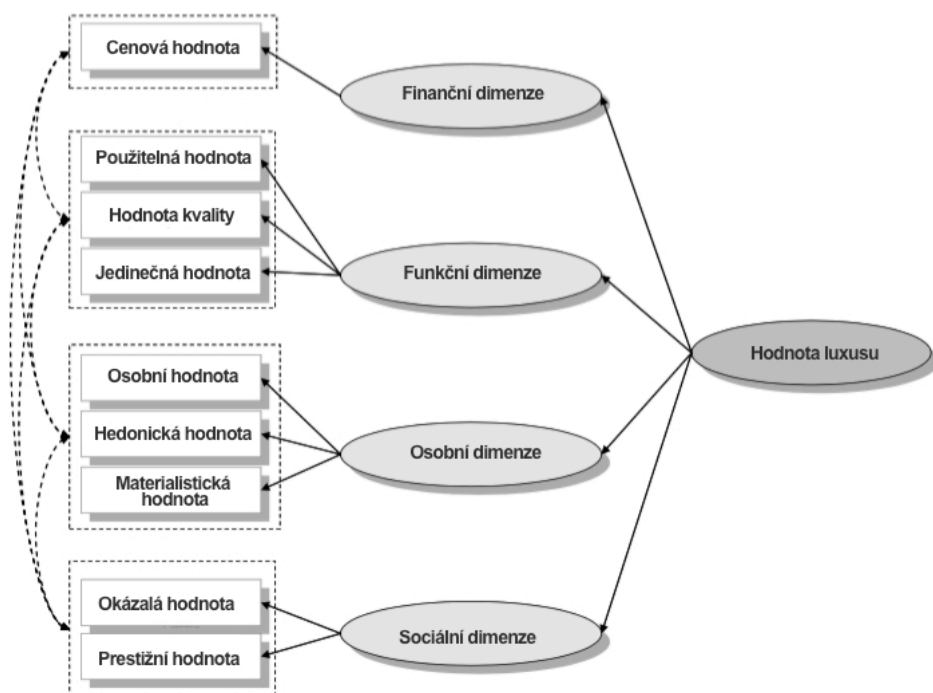 Cenová hodnota
Finanční dimenze
Použitelná hodnota
Hodnota kvality
Jedinečná hodnota
Funkční dimenze
Hodnota luxusu
Osobní hodnota
Hedonická hodnota
Materialistická
hodnota
Osobní dimenze
Okázalá hodnota
Prestižní hodnota
Sociální dimenze